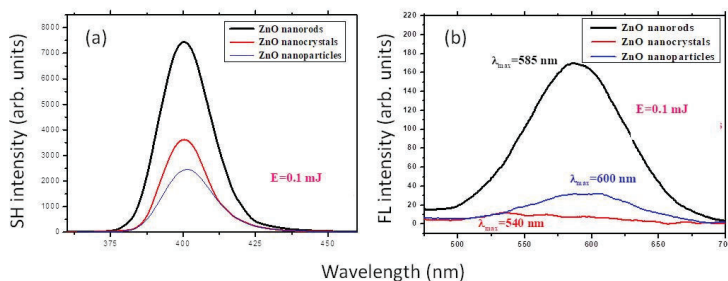 (a)
ZnO nanorods
ZnO nanocrystals
ZnO nanoparticles
E=0.1 mJ
SH intensity (arb. units)
8000
7000
6000
5000
4000
3000
2000
1000
0
375
400
425
450
(b)
ZnO nanorods
ZnO nanocrystals
ZnO nanoparticles
λmax=585 nm
E=0.1 mJ
λmax=600 nm
λmax=540 nm
FL intensity (arb. units)
220
200
180
160
140
120
100
80
60
40
20
0
500
550
600
650
700
Wavelength (nm)